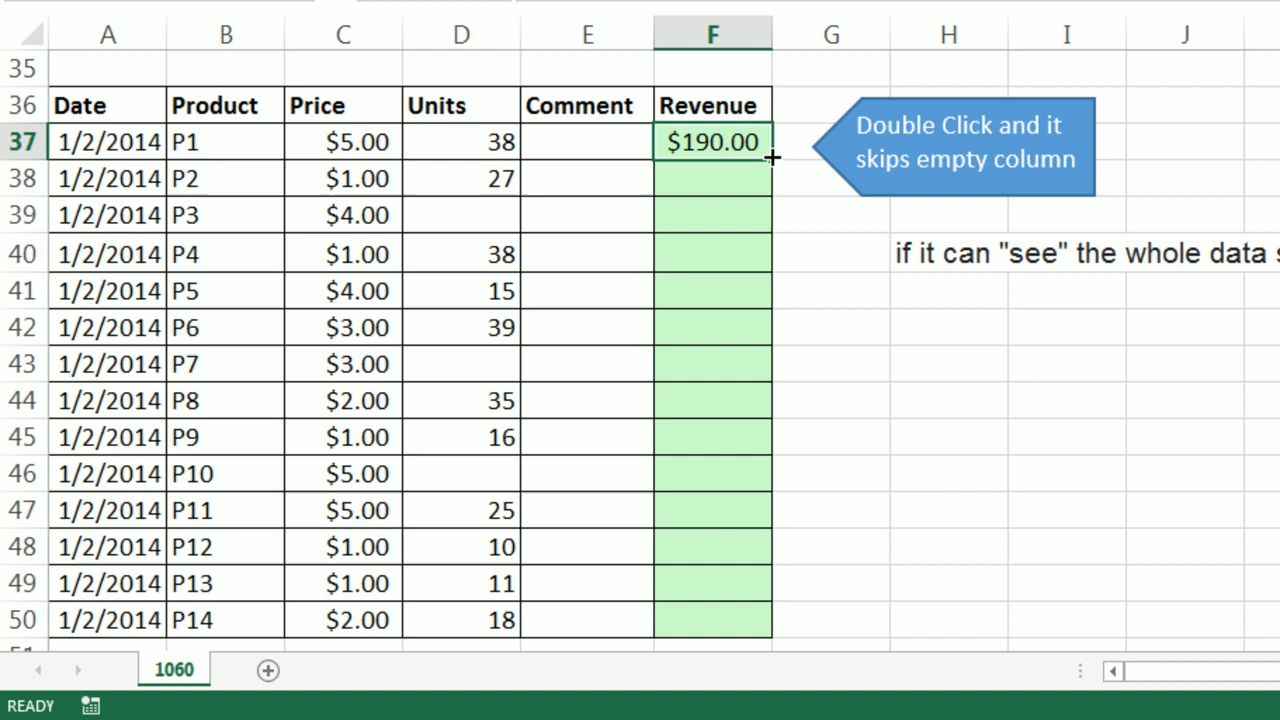 A B C D E F G H I J
35
36 Date Product Price Units Comment Revenue
37 1/2/2014 P1 $5.00 38 $190.00
Double Click and it
skips empty column
38 1/2/2014 P2 $1.00 27
39 1/2/2014 P3 $4.00
40 1/2/2014 P4 $1.00 38 if it can "see" the whole data
41 1/2/2014 P5 $4.00 15
42 1/2/2014 P6 $3.00 39
43 1/2/2014 P7 $3.00
44 1/2/2014 P8 $2.00 35
45 1/2/2014 P9 $1.00 16
46 1/2/2014 P10 $5.00
47 1/2/2014 P11 $5.00 25
48 1/2/2014 P12 $1.00 10
49 1/2/2014 P13 $1.00 11
50 1/2/2014 P14 $2.00 18
1060
READY